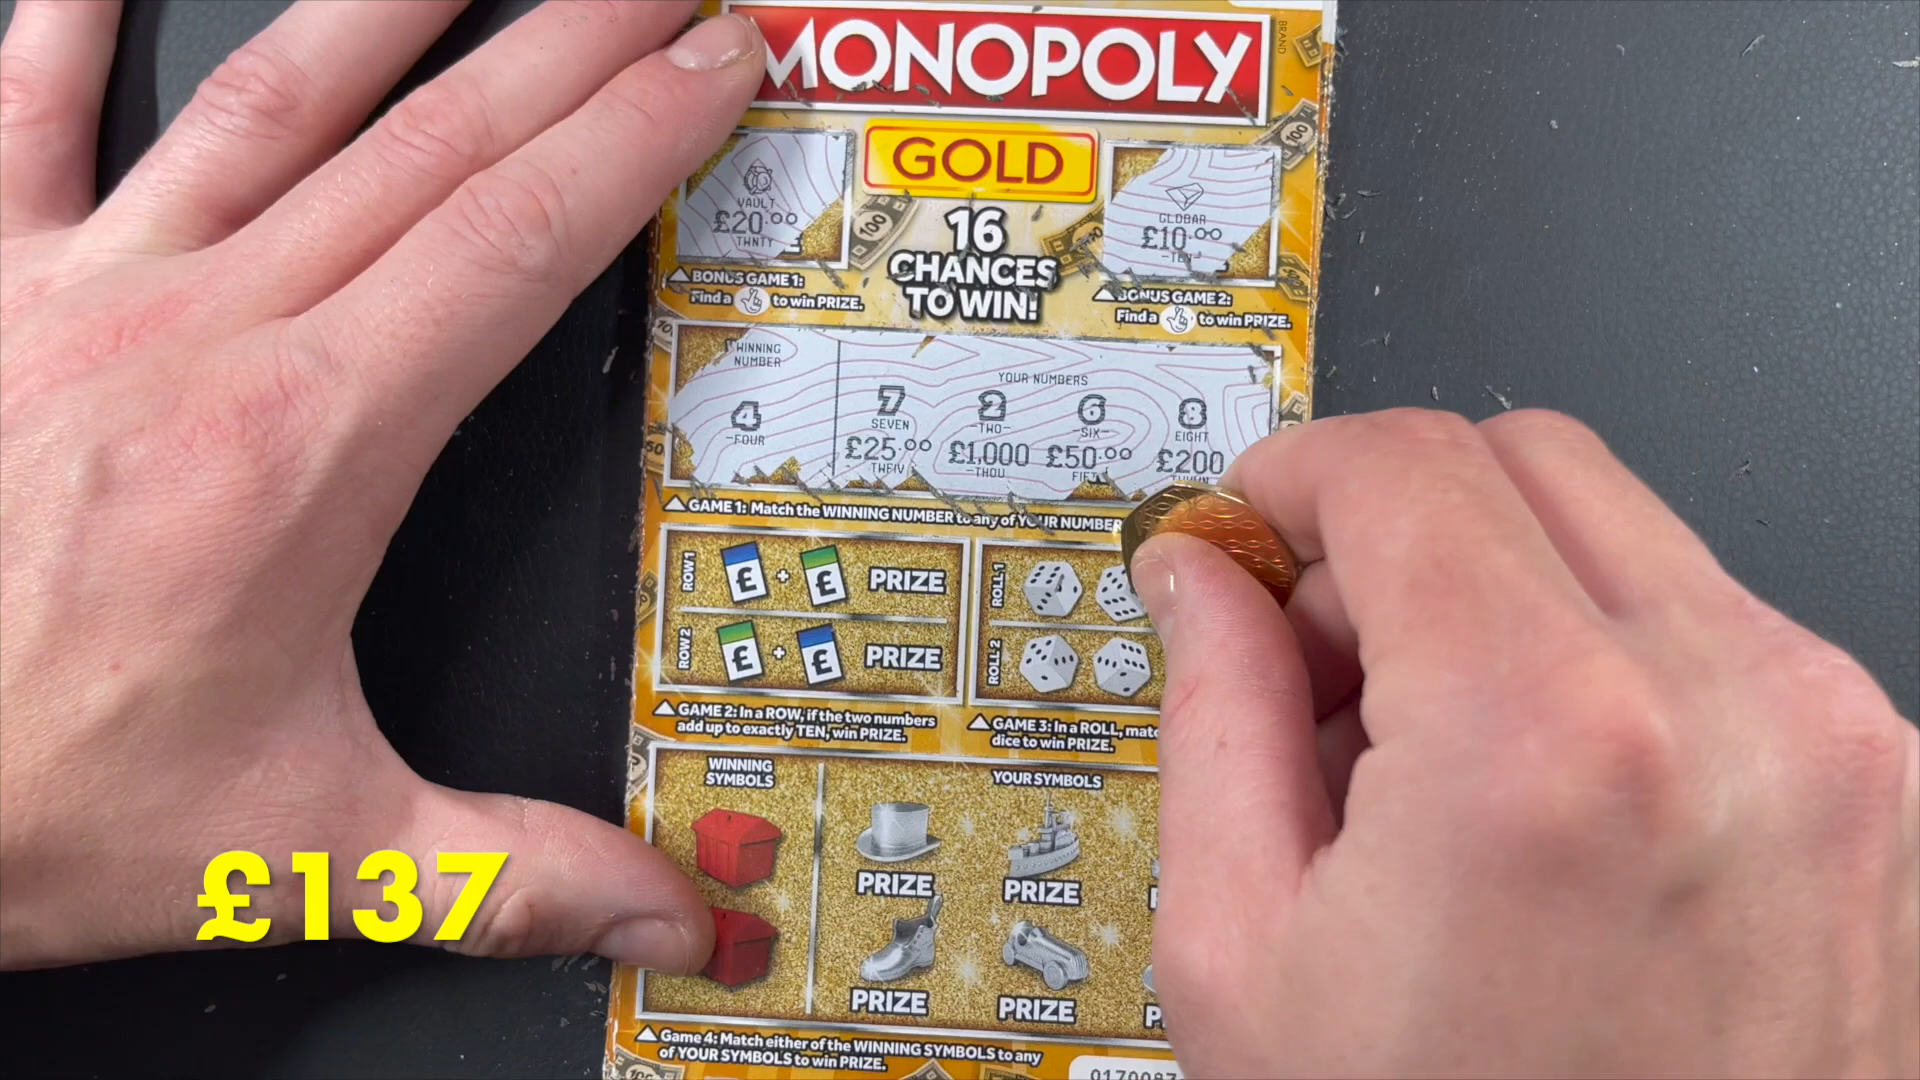 MONOPOLY
BRAND
GOLD
16
CHANCES
TO WIN!
VAULT
£20.00
TWNTY
BONUS GAME 1:
Find a to win PRIZE.
GLDBAR
£10.00
-TEN-
BONUS GAME 2:
Find a to win PRIZE.
100
100
WINNING
NUMBER
4
-FOUR
YOUR NUMBERS
7 2 6 8
SEVEN -TWO- -SIX- EIGHT
£25.00 £1,000 £50.00 £200
-THOU
GAME 1: Match the WINNING NUMBER to any of YOUR NUMBER
ROW 1 £ + £ PRIZE
ROW 2 £ + £ PRIZE
GAME 2: In a ROW, if the two numbers
add up to exactly TEN, win PRIZE.
ROLL 1
ROLL 2
GAME 3: In a ROLL, matc
dice to win PRIZE.
WINNING
SYMBOLS
YOUR SYMBOLS
PRIZE PRIZE
PRIZE PRIZE
Game 4: Match either of the WINNING SYMBOLS to any
of YOUR SYMBOLS to win PRIZE.
£137